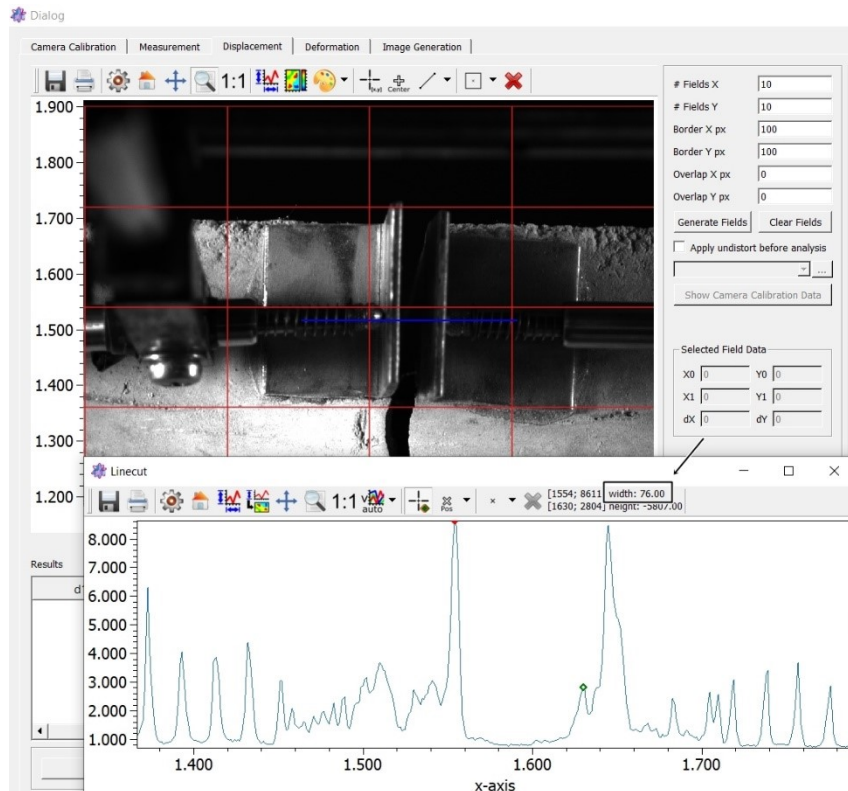 Dialog
Camera Calibration Measurement Displacement Deformation Image Generation
1:1 Center
1.900
1.800
1.700
1.600
1.500
1.400
1.300
1.200
# Fields X 10
# Fields Y 10
Border X px 100
Border Y px 100
Overlap X px 0
Overlap Y px 0
Generate Fields Clear Fields
Apply undistort before analysis
...
Show Camera Calibration Data
Selected Field Data
X0 0 Y0 0
X1 0 Y1 0
dX 0 dY 0
Results
Linecut
1:1 auto Pos
[1554; 8611] width: 76.00
[1630; 2804] height: -5807.00
8.000
7.000
6.000
5.000
4.000
3.000
2.000
1.000
1.400 1.500 1.600 1.700
x-axis